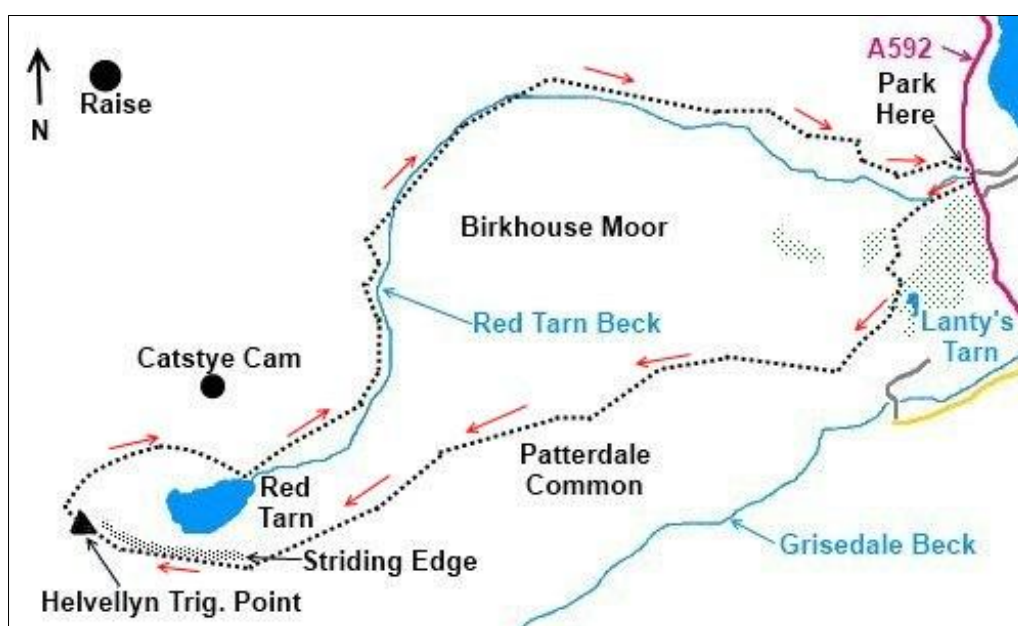 A592
Park
Here
Raise
N
Birkhouse Moor
Red Tarn Beck
Lanty's
Tarn
Catstye Cam
Patterdale
Common
Red
Tarn
Grisedale Beck
Striding Edge
Helvellyn Trig. Point